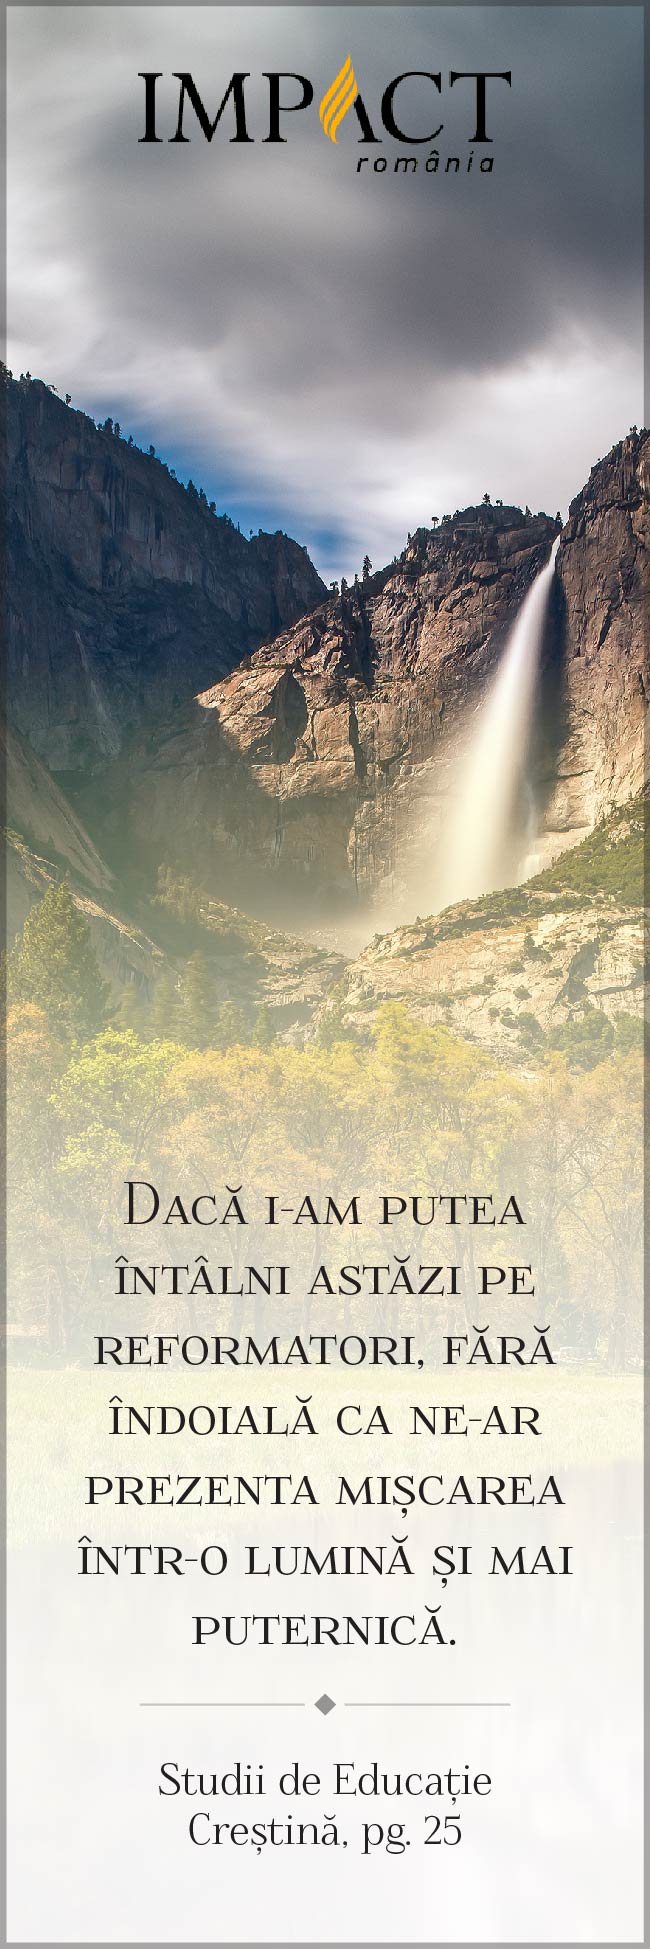 IMPACT
românia
Dacă i-am putea
întâlni astăzi pe
reformatori, fără
îndoială ca ne-ar
prezenta mișcarea
într-o lumină și mai
puternică.
Studii de Educație
Creștină, pg. 25